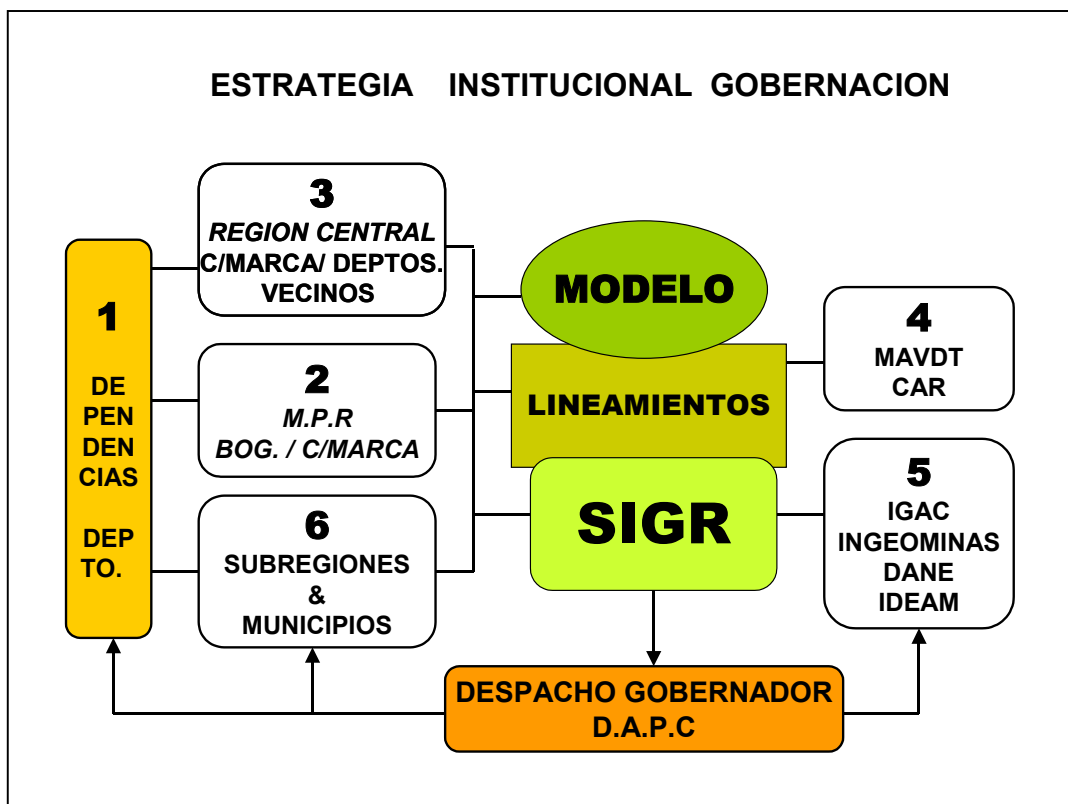 ESTRATEGIA INSTITUCIONAL GOBERNACION
3
REGION CENTRAL
C/MARCA/ DEPTOS.
VECINOS
1
DE
PEN
DEN
CIAS
DEP
TO.
2
M.P.R
BOG. / C/MARCA
6
SUBREGIONES
&
MUNICIPIOS
MODELO
LINEAMIENTOS
SIGR
4
MAVDT
CAR
5
IGAC
INGEOMINAS
DANE
IDEAM
DESPACHO GOBERNADOR
D.A.P.C